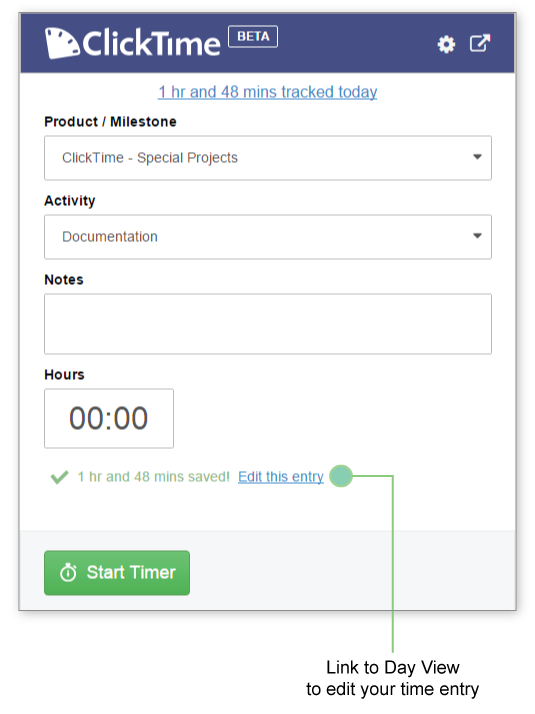 ClickTime BETA
1 hr and 48 mins tracked today
Product / Milestone
ClickTime - Special Projects
Activity
Documentation
Notes
Hours
00:00
1 hr and 48 mins saved! Edit this entry
Start Timer
Link to Day View
to edit your time entry